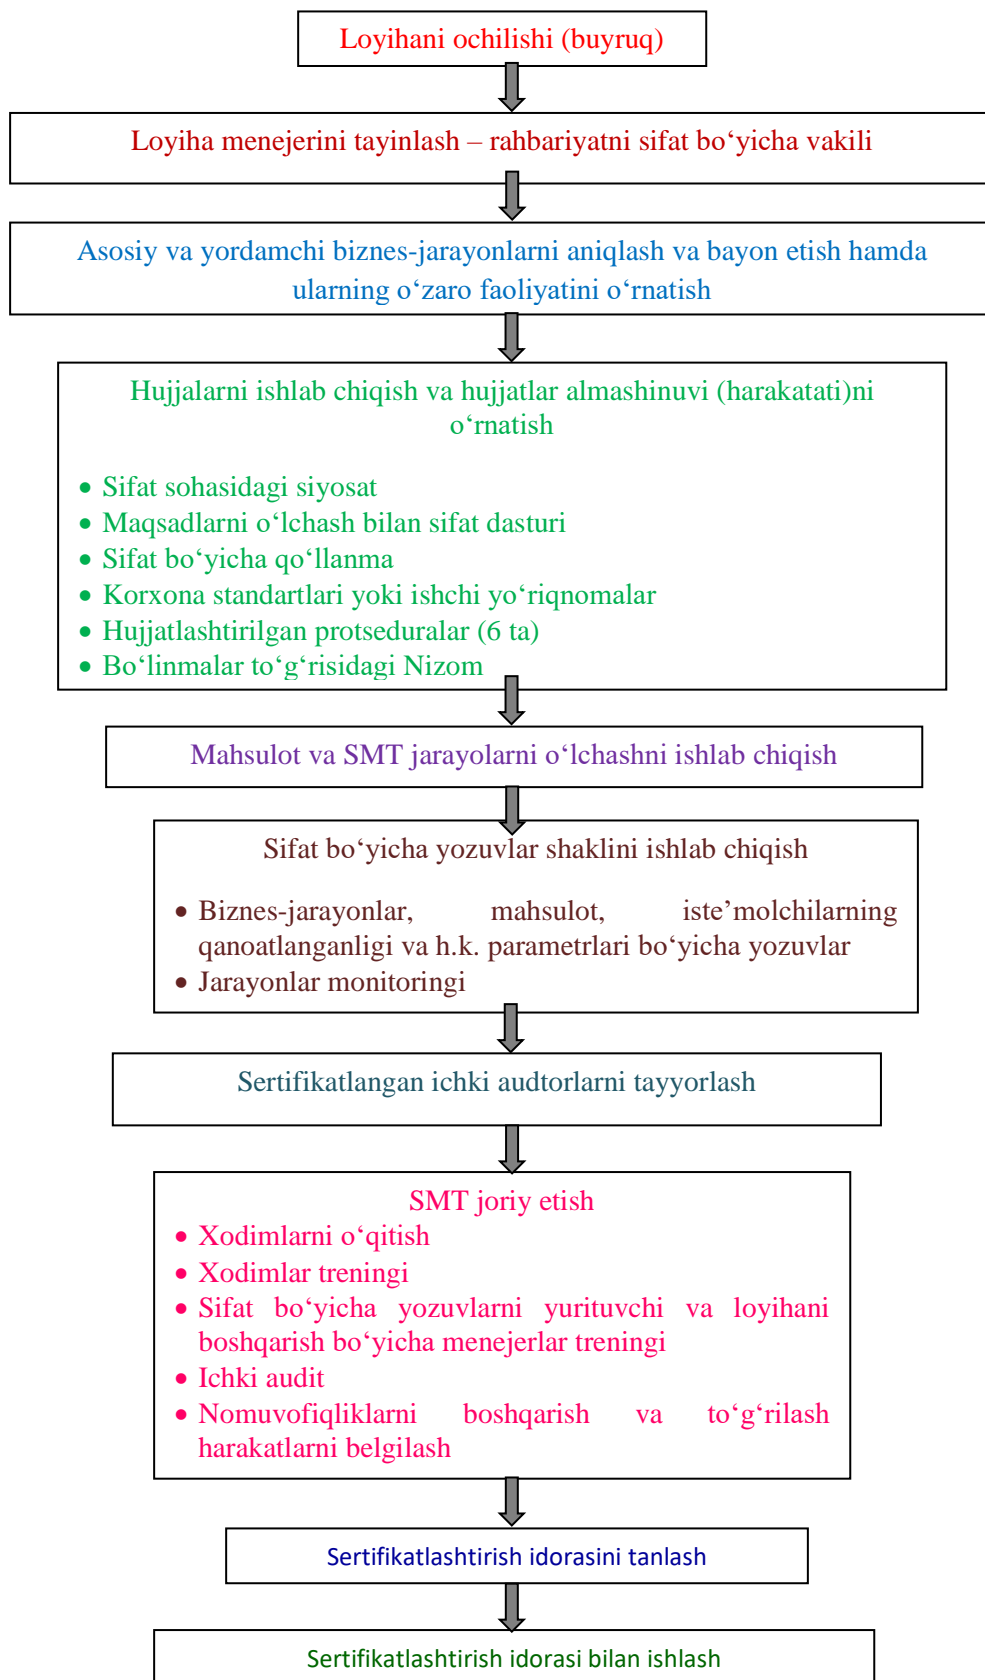 Loyihani ochilishi (buyruq)
Loyiha menejerini tayinlash – rahbariyatni sifat bo‘yicha vakili
Asosiy va yordamchi biznes-jarayonlarni aniqlash va bayon etish hamda
ularning o‘zaro faoliyatini o‘rnatish
Hujjalarni ishlab chiqish va hujjatlar almashinuvi (harakatati)ni
o‘rnatish
• Sifat sohasidagi siyosat
• Maqsadlarni o‘lchash bilan sifat dasturi
• Sifat bo‘yicha qo‘llanma
• Korxona standartlari yoki ishchi yo‘riqnomalar
• Hujjatlashtirilgan protseduralar (6 ta)
• Bo‘linmalar to‘g‘risidagi Nizom
Mahsulot va SMT jarayolarni o‘lchashni ishlab chiqish
Sifat bo‘yicha yozuvlar shaklini ishlab chiqish
• Biznes-jarayonlar, mahsulot, iste’molchilarning
qanoatlanganligi va h.k. parametrlari bo‘yicha yozuvlar
• Jarayonlar monitoringi
Sertifikatlangan ichki audtorlarni tayyorlash
SMT joriy etish
• Xodimlarni o‘qitish
• Xodimlar treningi
• Sifat bo‘yicha yozuvlarni yurituvchi va loyihani
boshqarish bo‘yicha menejerlar treningi
• Ichki audit
• Nomuvofiqliklarni boshqarish va to‘g‘rilash
harakatlarni belgilash
Sertifikatlashtirish idorasini tanlash
Sertifikatlashtirish idorasi bilan ishlash